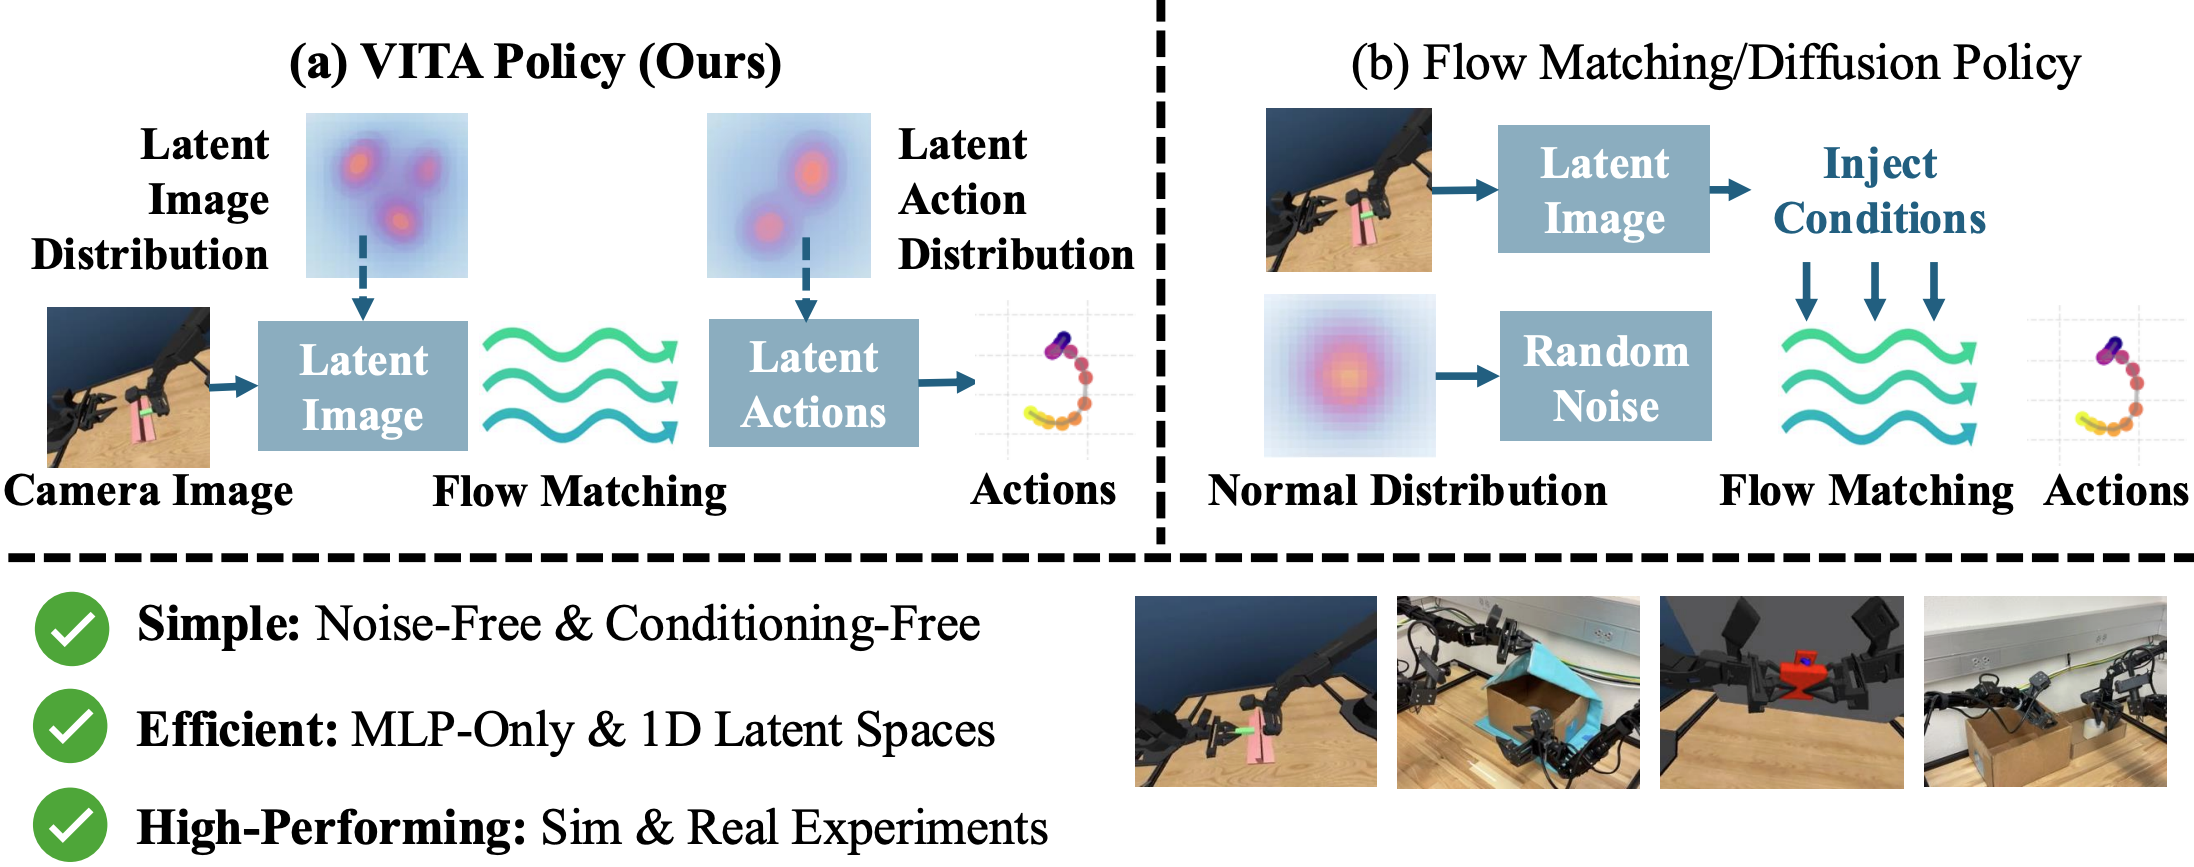 (a) VITA Policy (Ours)
Latent
Image
Distribution
Latent
Action
Distribution
Latent
Image
Latent
Actions
Camera Image
Flow Matching
Actions
(b) Flow Matching/Diffusion Policy
Latent
Image
Inject
Conditions
Random
Noise
Normal Distribution
Flow Matching
Actions
Simple: Noise-Free & Conditioning-Free
Efficient: MLP-Only & 1D Latent Spaces
High-Performing: Sim & Real Experiments